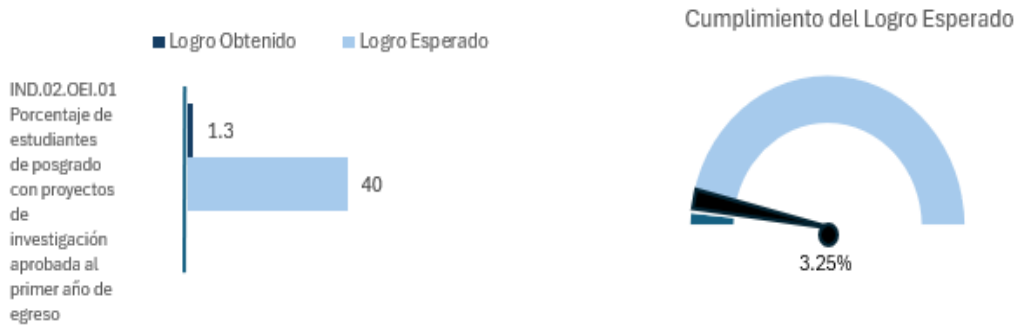 Logro Obtenido
Logro Esperado
IND.02.OEI.01
Porcentaje de
estudiantes
de posgrado
con proyectos
de
investigación
aprobada al
primer año de
egreso
1.3
40
Cumplimiento del Logro Esperado
3.25%